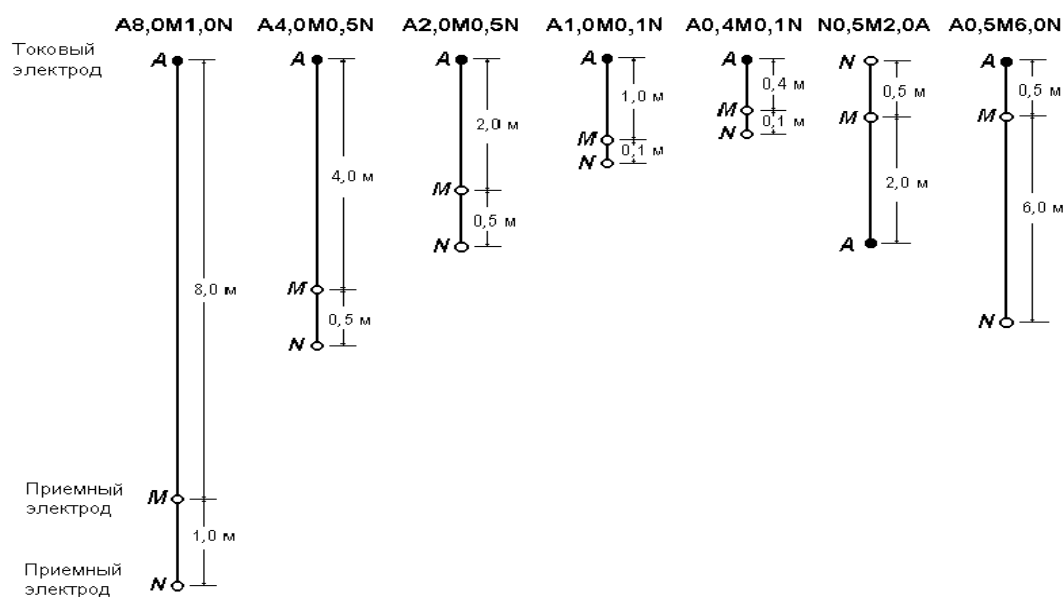 A8,0M1,0N A4,0M0,5N A2,0M0,5N A1,0M0,1N A0,4M0,1N N0,5M2,0A A0,5M6,0N
Токовый
электрод
A
8,0 м
Приемный
электрод
M
1,0 м
Приемный
электрод
N
A
4,0 м
M
0,5 м
N
A
2,0 м
M
0,5 м
N
A
1,0 м
M
0,1 м
N
A
0,4 м
M
0,1 м
N
N
0,5 м
M
2,0 м
A
A
0,5 м
M
6,0 м
N